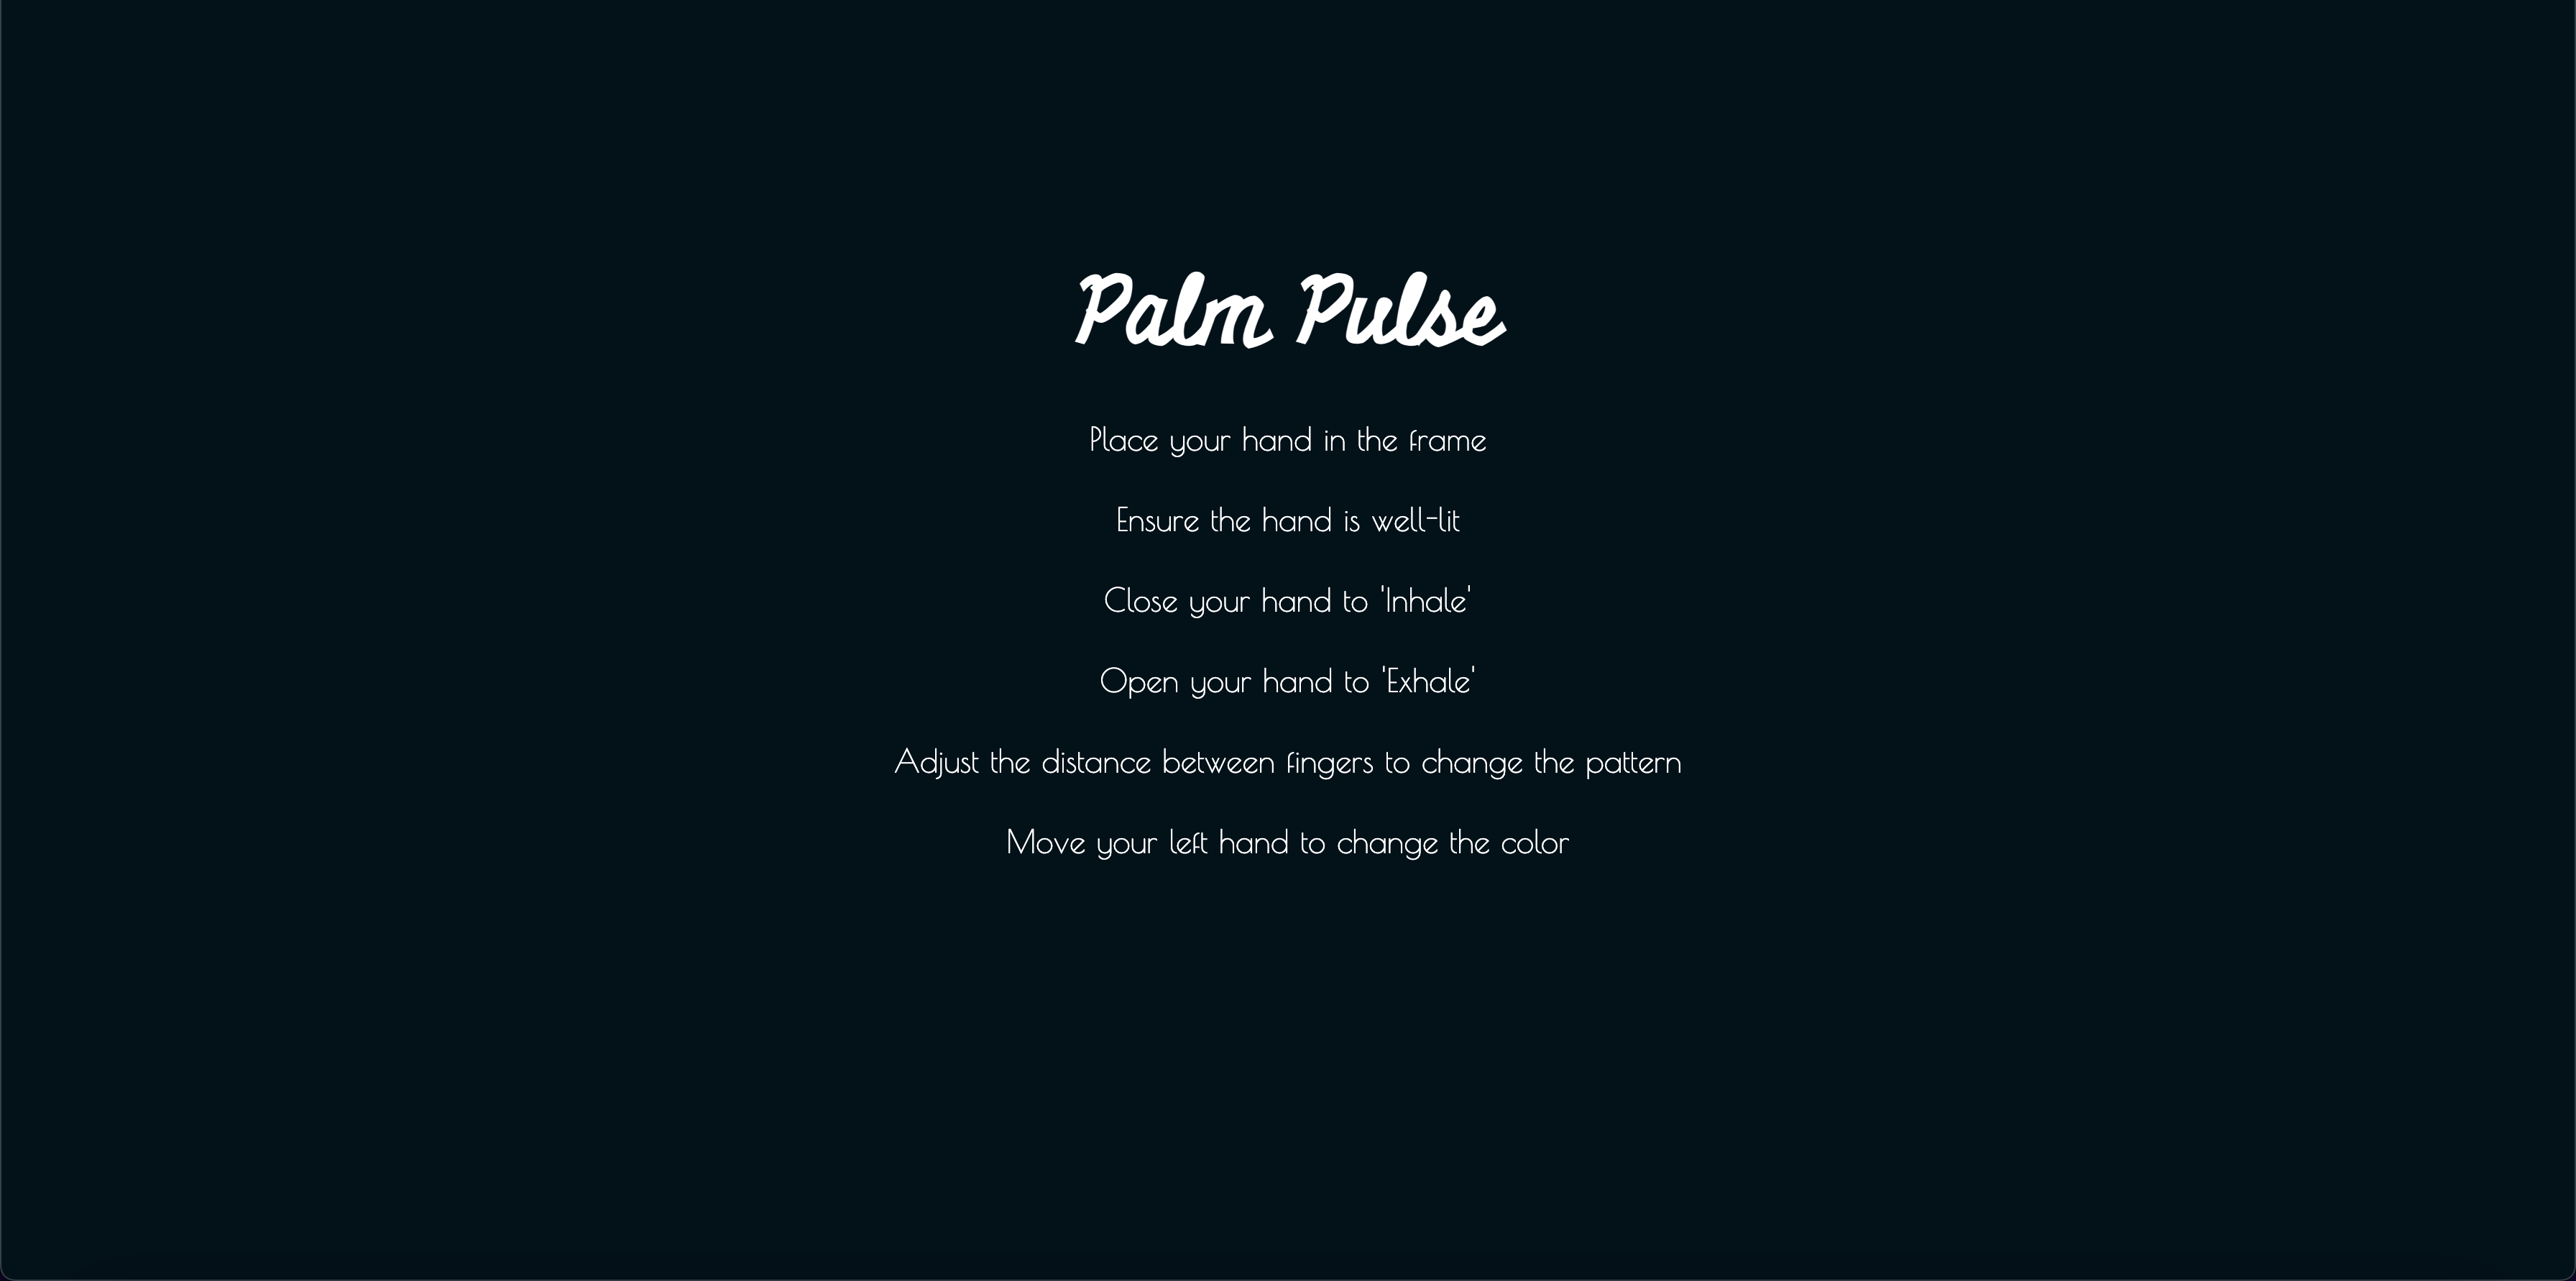 Palm Pulse
Place your hand in the frame
Ensure the hand is well-lit
Close your hand to 'Inhale'
Open your hand to 'Exhale'
Adjust the distance between fingers to change the pattern
Move your left hand to change the color